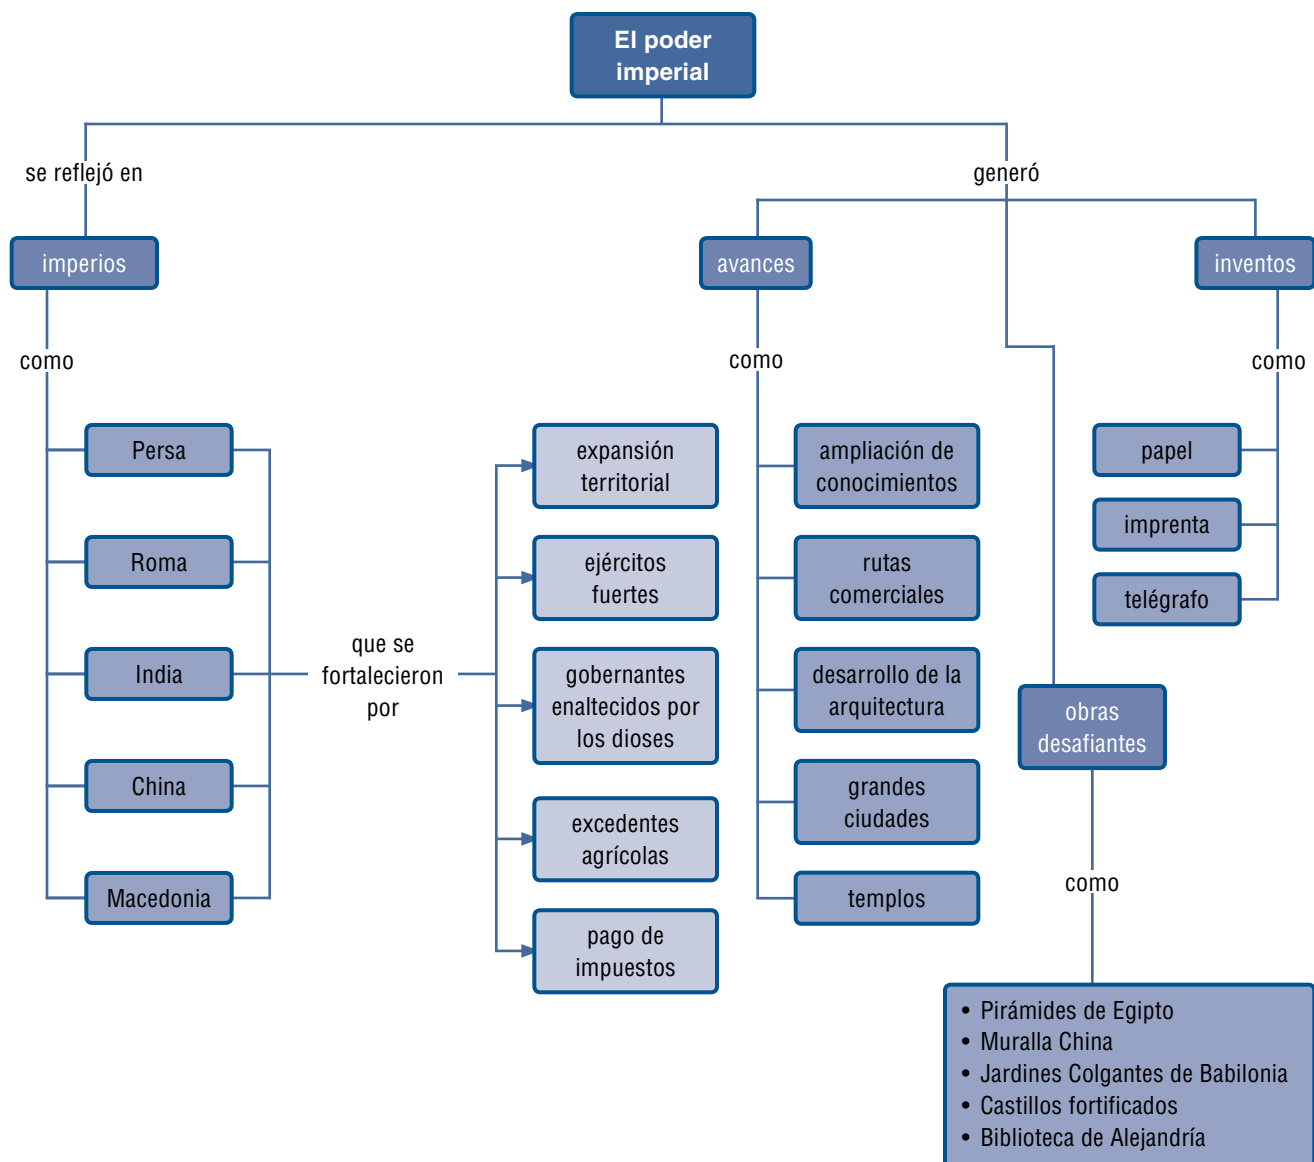 El poder
imperial
se reflejó en
generó
imperios
avances
inventos
como
como
como
Persa
Roma
India
China
Macedonia
que se
fortalecieron
por
expansión
territorial
ejércitos
fuertes
gobernantes
enaltecidos por
los dioses
excedentes
agrícolas
pago de
impuestos
ampliación de
conocimientos
rutas
comerciales
desarrollo de la
arquitectura
grandes
ciudades
templos
papel
imprenta
telégrafo
obras
desafiantes
como
• Pirámides de Egipto
• Muralla China
• Jardines Colgantes de Babilonia
• Castillos fortificados
• Biblioteca de Alejandría